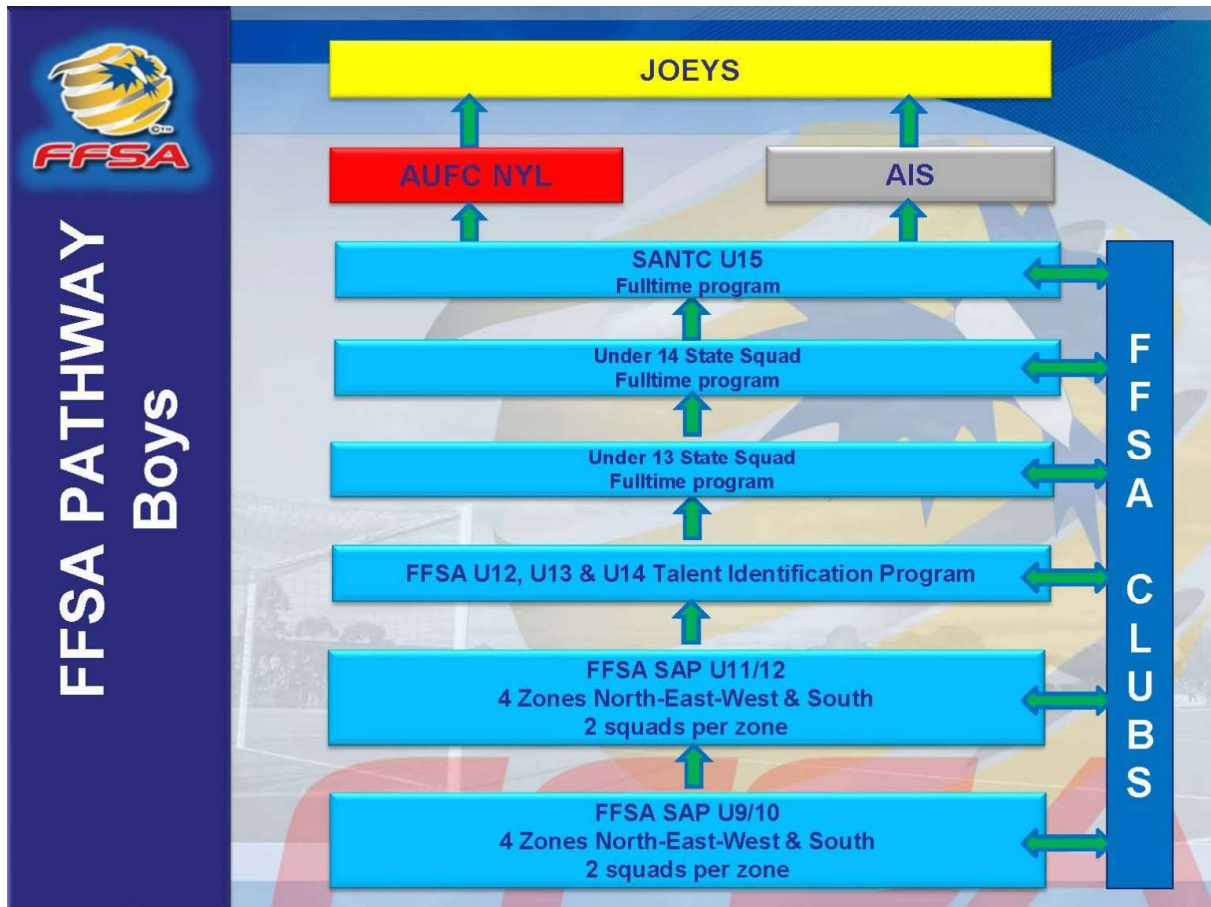 FFSA
FFSA PATHWAY
Boys
JOEYS
AUFC NYL
AIS
SANTC U15
Fulltime program
Under 14 State Squad
Fulltime program
Under 13 State Squad
Fulltime program
FFSA U12, U13 & U14 Talent Identification Program
FFSA SAP U11/12
4 Zones North-East-West & South
2 squads per zone
FFSA SAP U9/10
4 Zones North-East-West & South
2 squads per zone
FFSA CLUBS
FFSA